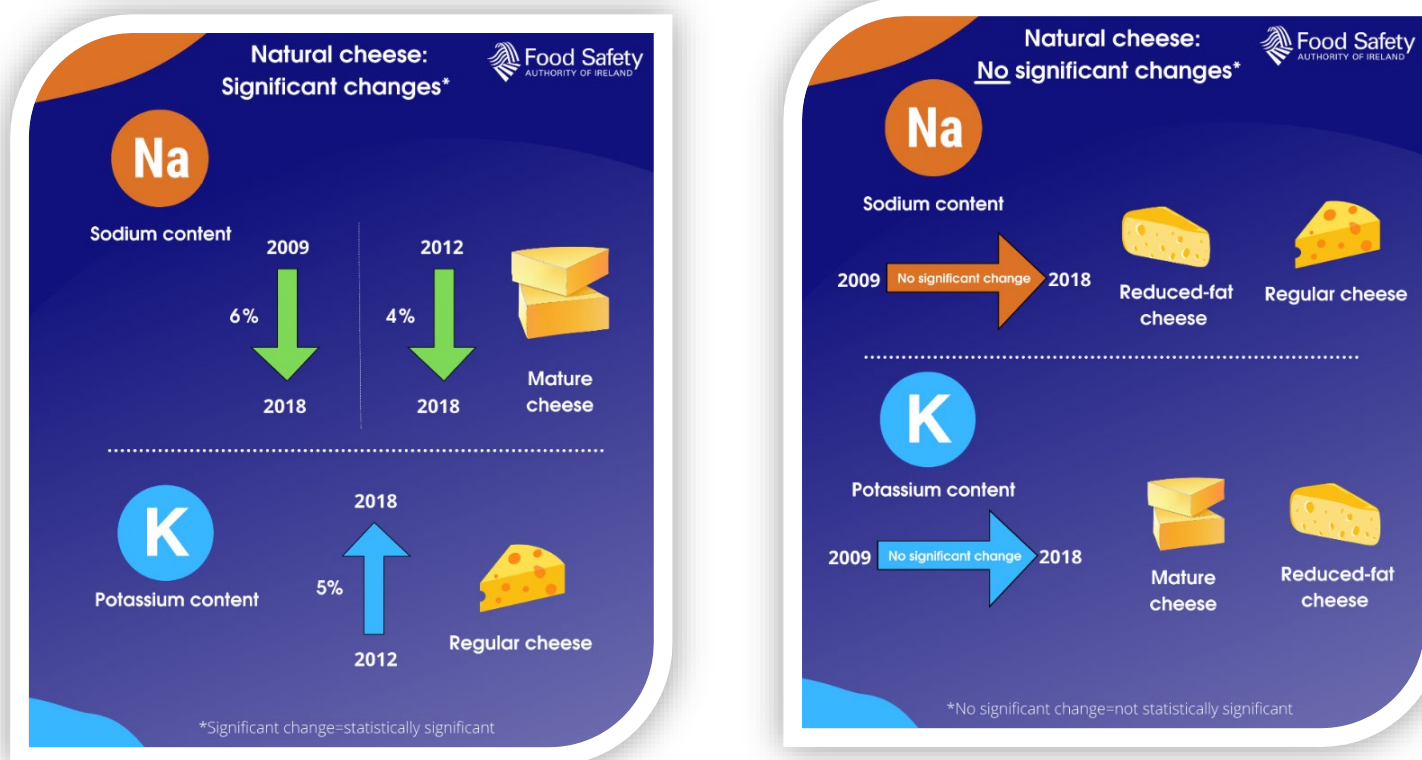 Natural cheese:
Significant changes*
Food Safety
AUTHORITY OF IRELAND
Na
Sodium content
2009
2012
6%
4%
2018
2018
Mature
cheese
K
Potassium content
2018
5%
2012
Regular cheese
*Significant change=statistically significant
Natural cheese:
No significant changes*
Food Safety
AUTHORITY OF IRELAND
Na
Sodium content
2009
No significant change
2018
Reduced-fat
cheese
Regular cheese
K
Potassium content
2009
No significant change
2018
Mature
cheese
Reduced-fat
cheese
*No significant change=not statistically significant